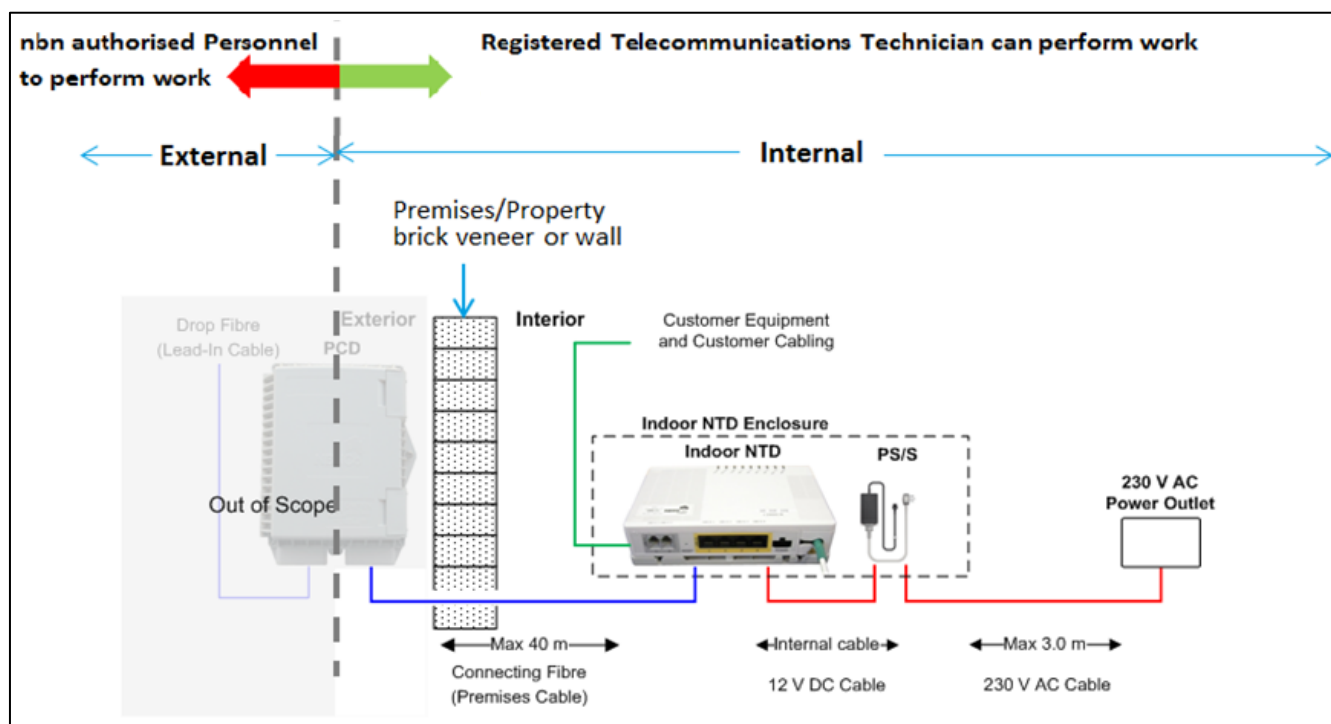 nbn authorised Personnel
to perform work
Registered Telecommunications Technician can perform work
External
Internal
Premises/Property
brick veneer or wall
Drop Fibre
(Lead-In Cable)
Exterior
PCD
Interior
Customer Equipment
and Customer Cabling
Indoor NTD Enclosure
Indoor NTD
PS/S
230 V AC
Power Outlet
Out of Scope
Max 40 m
Internal cable
Max 3.0 m
Connecting Fibre
(Premises Cable)
12 V DC Cable
230 V AC Cable